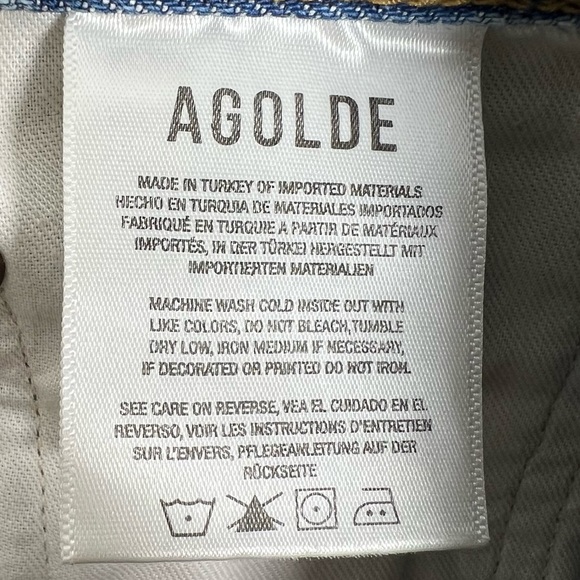 AGOLDE
MADE IN TURKEY OF IMPORTED MATERIALS
HECHO EN TURQUIA DE MATERIALES IMPORTADOS
FABRIQUÉ EN TURQUIE A PARTIR DE MATÉRIAUX
IMPORTÉS, IN DER TÜRKEI HERGESTELLT MIT
IMPORTIERTEN MATERIALIEN
MACHINE WASH COLD INSIDE OUT WITH
LIKE COLORS, DO NOT BLEACH, TUMBLE
DRY LOW, IRON MEDIUM IF NECESSARY,
IF DECORATED OR PRINTED DO NOT IRON.
SEE CARE ON REVERSE, VEA EL CUIDADO EN EL
REVERSO, VOIR LES INSTRUCTIONS D'ENTRETIEN
SUR L'ENVERS, PFLEGEANLEITUNG AUF DER
RÜCKSEITE